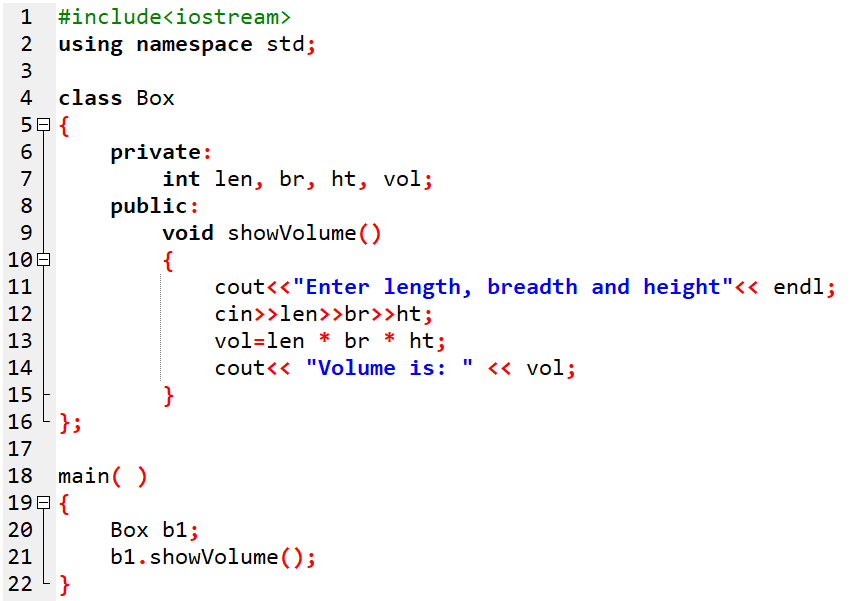 1 #include<iostream>
2 using namespace std;
3
4 class Box
5 {
6     private:
7         int len, br, ht, vol;
8     public:
9         void showVolume()
10         {
11             cout<<"Enter length, breadth and height"<< endl;
12             cin>>len>>br>>ht;
13             vol=len * br * ht;
14             cout<< "Volume is: " << vol;
15         }
16 };
17
18 main( )
19 {
20     Box b1;
21     b1.showVolume();
22 }